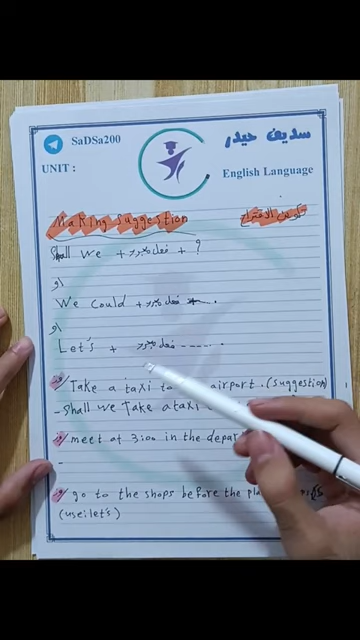 SaDSa200
سديف حيدر
UNIT :
English Language
Making suggestion
تكوين الاقتراح
Shall we + فعل مجرد + ?
او
We could + فعل مجرد .
او
Let's + فعل مجرد ----- .
Take a taxi to airport. (suggestion)
- Shall we Take a taxi
meet at 3:00 in the depar
-
go to the shops before the pla
(use: let's)